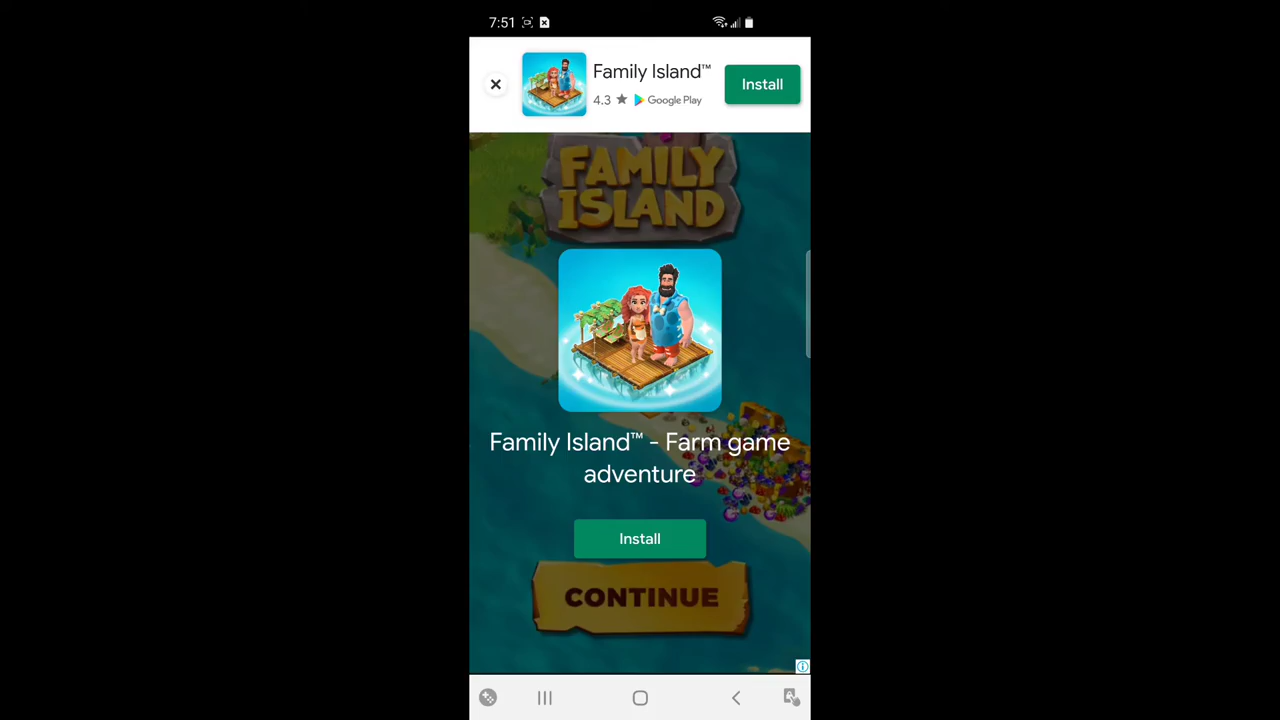 7:51
Family Island™
4.3 ★ Google Play
Install
FAMILY
ISLAND
Family Island™ - Farm game
adventure
Install
CONTINUE